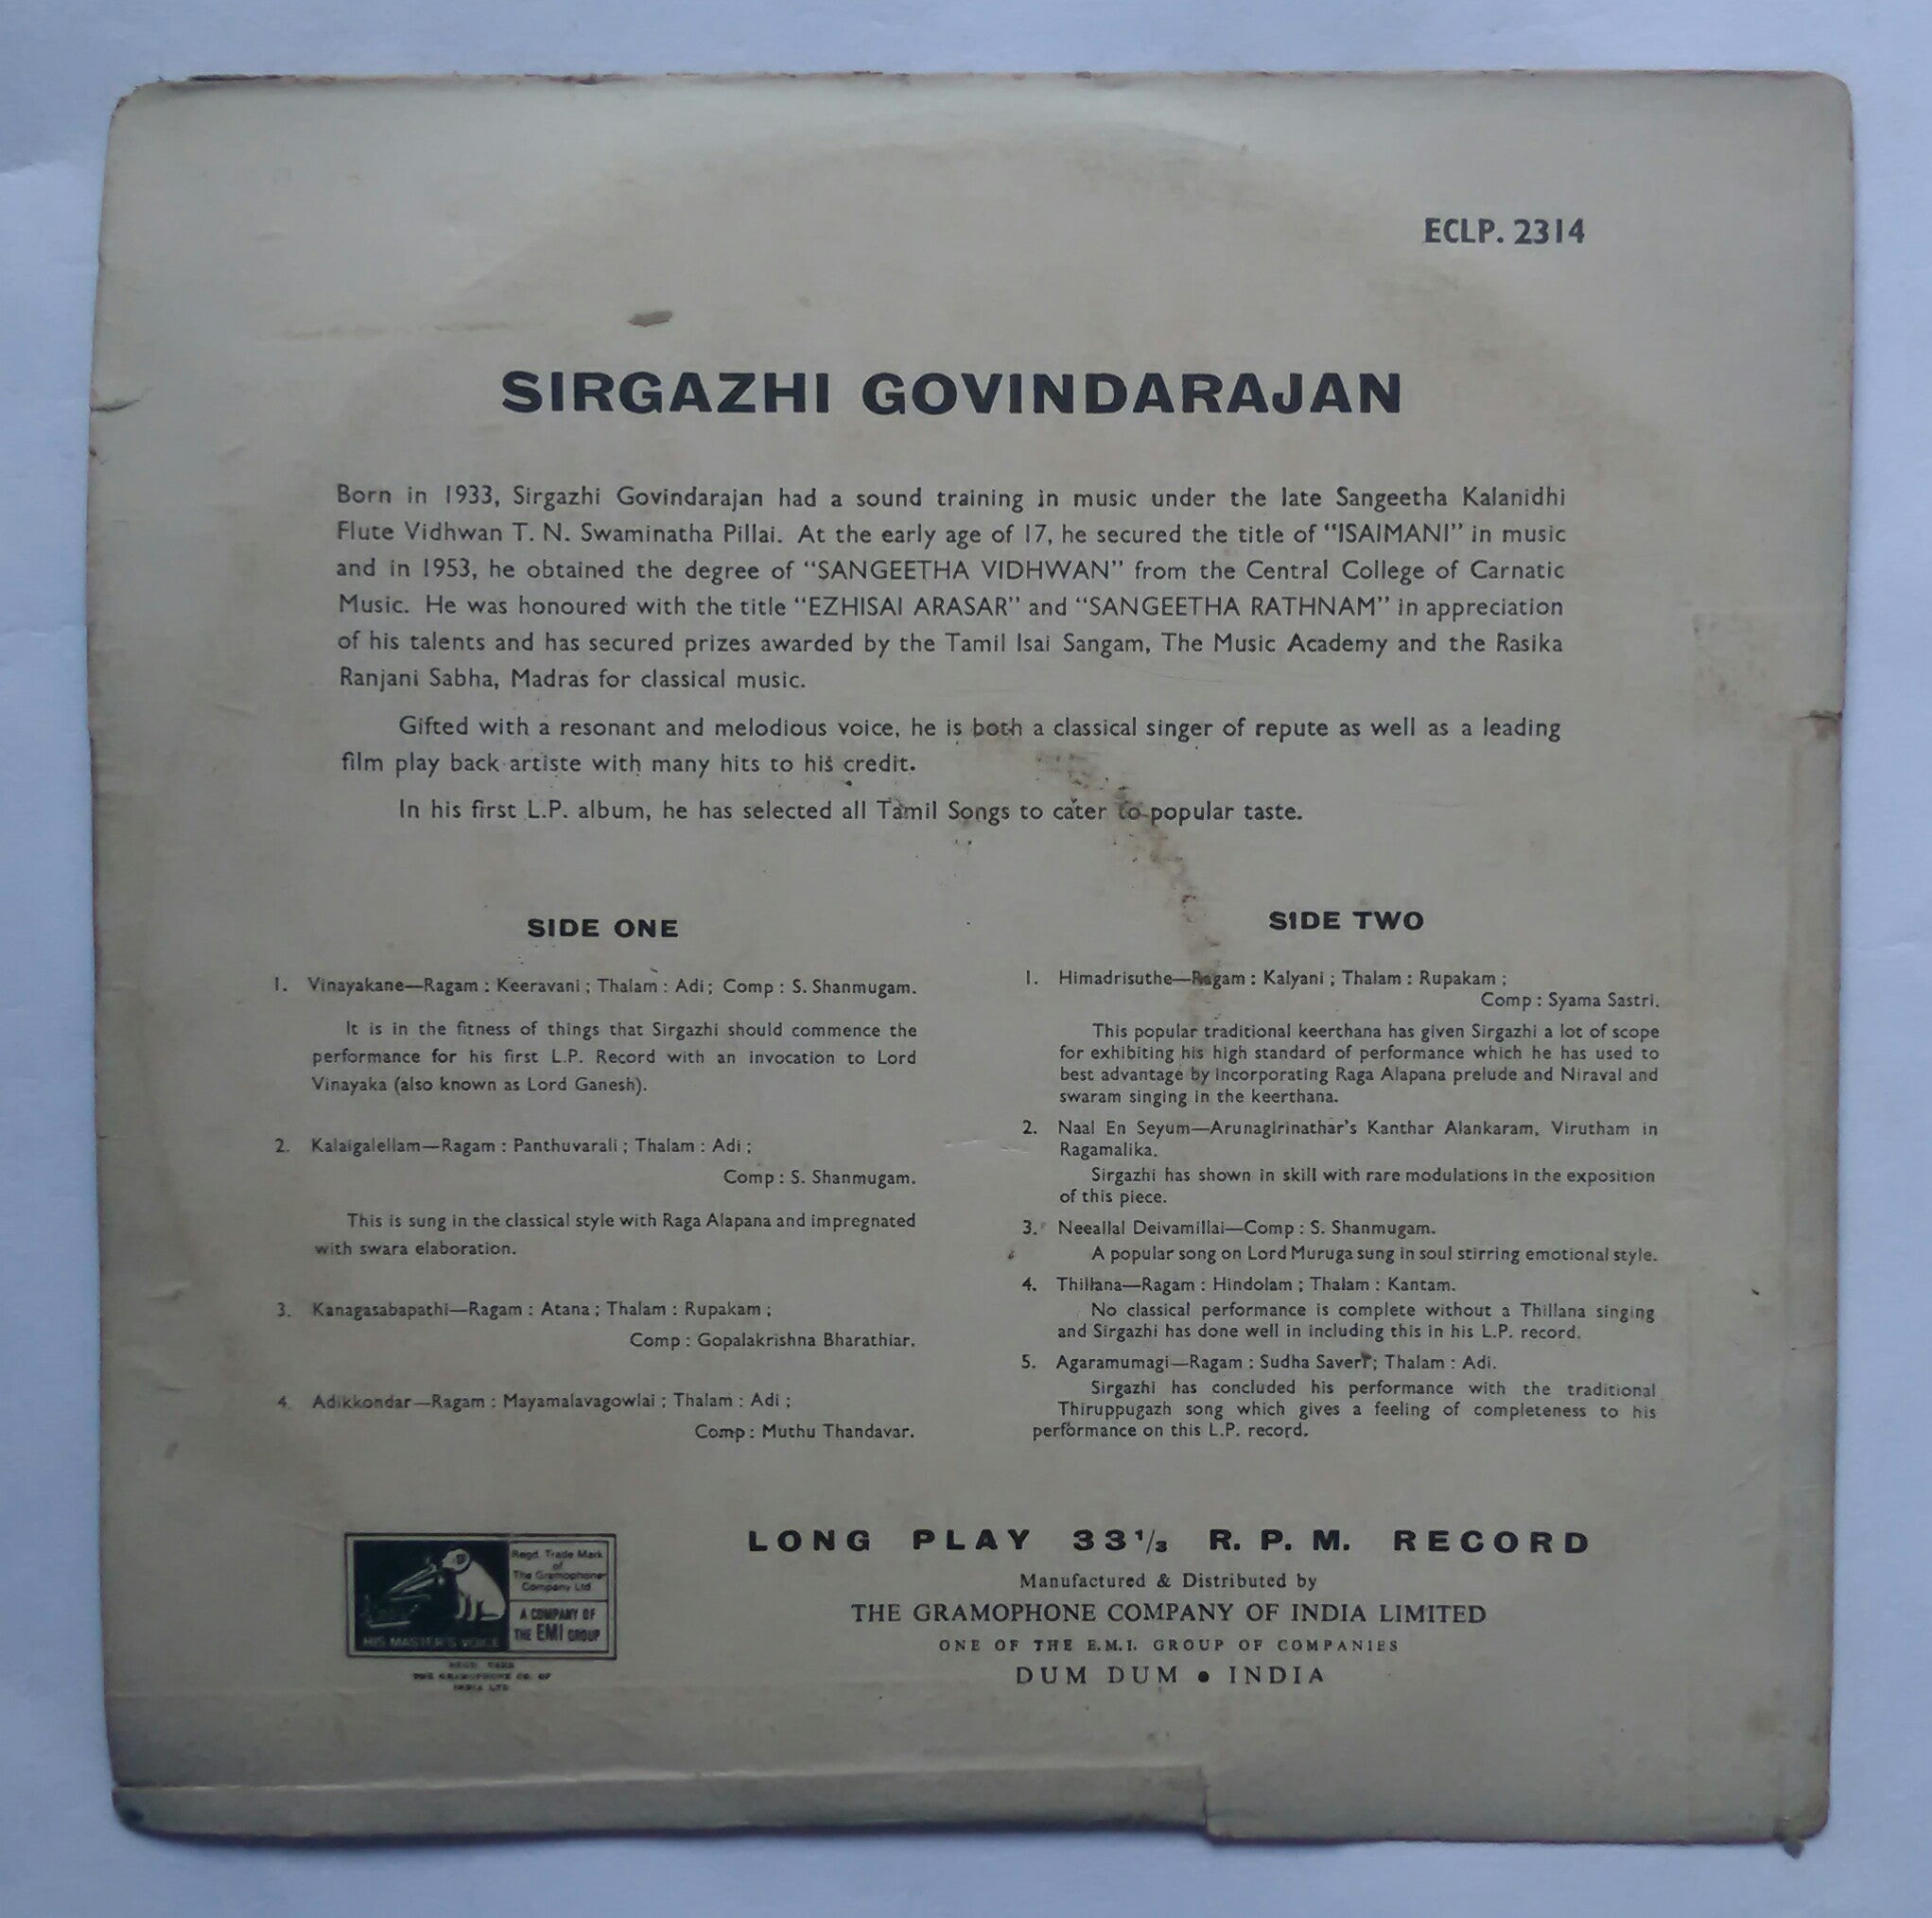 ECLP. 2314
SIRGAZHI GOVINDARAJAN
Born in 1933, Sirgazhi Govindarajan had a sound training in music under the late Sangeetha Kalanidhi
Flute Vidhwan T. N. Swaminatha Pillai. At the early age of 17, he secured the title of “ISAIMANI” in music
and in 1953, he obtained the degree of “SANGEETHA VIDHWAN” from the Central College of Carnatic
Music. He was honoured with the title “EZHISAI ARASAR” and “SANGEETHA RATHNAM” in appreciation
of his talents and has secured prizes awarded by the Tamil Isai Sangam, The Music Academy and the Rasika
Ranjani Sabha, Madras for classical music.
Gifted with a resonant and melodious voice, he is both a classical singer of repute as well as a leading
film play back artiste with many hits to his credit.
In his first L.P. album, he has selected all Tamil Songs to cater to popular taste.
SIDE ONE
1. Vinayakane—Ragam : Keeravani ; Thalam : Adi ; Comp : S. Shanmugam.
It is in the fitness of things that Sirgazhi should commence the
performance for his first L.P. Record with an invocation to Lord
Vinayaka (also known as Lord Ganesh).
2. Kalaigalellam—Ragam : Panthuvarali ; Thalam : Adi ;
Comp : S. Shanmugam.
This is sung in the classical style with Raga Alapana and impregnated
with swara elaboration.
3. Kanagasabapathi—Ragam : Atana ; Thalam : Rupakam ;
Comp : Gopalakrishna Bharathiar.
4. Adikkondar—Ragam : Mayamalavagowlai ; Thalam : Adi ;
Comp : Muthu Thandavar.
SIDE TWO
1. Himadrisuthe—Ragam : Kalyani ; Thalam : Rupakam ;
Comp : Syama Sastri.
This popular traditional keerthana has given Sirgazhi a lot of scope
for exhibiting his high standard of performance which he has used to
best advantage by incorporating Raga Alapana prelude and Niraval and
swaram singing in the keerthana.
2. Naal En Seyum—Arunagirinathar’s Kanthar Alankaram, Virutham in
Ragamalika.
Sirgazhi has shown in skill with rare modulations in the exposition
of this piece.
3. Neeallal Deivamillai—Comp : S. Shanmugam.
A popular song on Lord Muruga sung in soul stirring emotional style.
4. Thillana—Ragam : Hindolam ; Thalam : Kantam.
No classical performance is complete without a Thillana singing
and Sirgazhi has done well in including this in his L.P. record.
5. Agaramumagi—Ragam : Sudha Saveri ; Thalam : Adi.
Sirgazhi has concluded his performance with the traditional
Thiruppugazh song which gives a feeling of completeness to his
performance on this L.P. record.
HIS MASTER'S VOICE
Regd. Trade Mark
of
The Gramophone
Company Ltd
A COMPANY OF
THE EMI GROUP
REGD USER
THE GRAMOPHONE CO. OF
INDIA LTD
LONG PLAY 33 1/3 R. P. M. RECORD
Manufactured & Distributed by
THE GRAMOPHONE COMPANY OF INDIA LIMITED
ONE OF THE E.M.I. GROUP OF COMPANIES
DUM DUM • INDIA